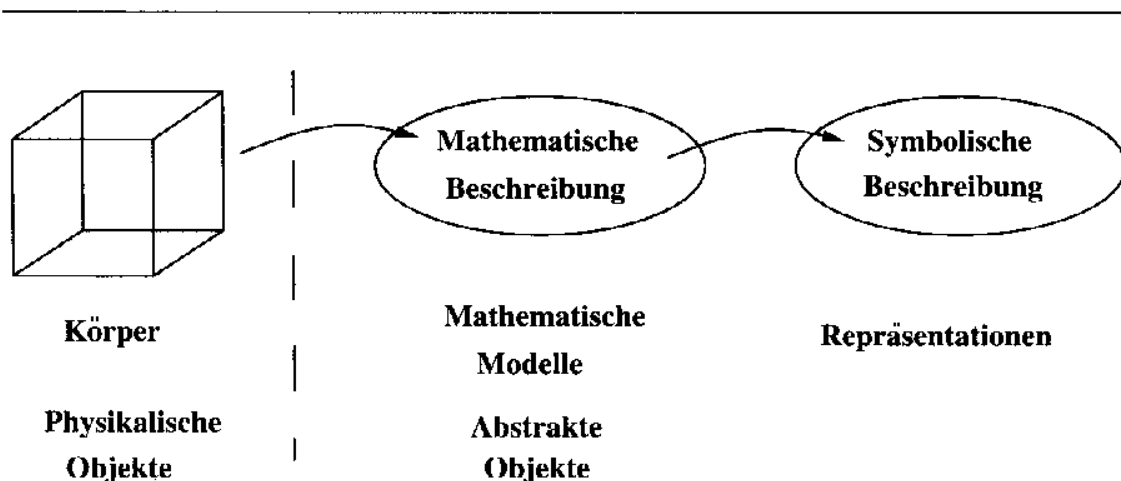 Mathematische
Beschreibung
Symbolische
Beschreibung
Körper
Mathematische
Modelle
Repräsentationen
Physikalische
Objekte
Abstrakte
Objekte